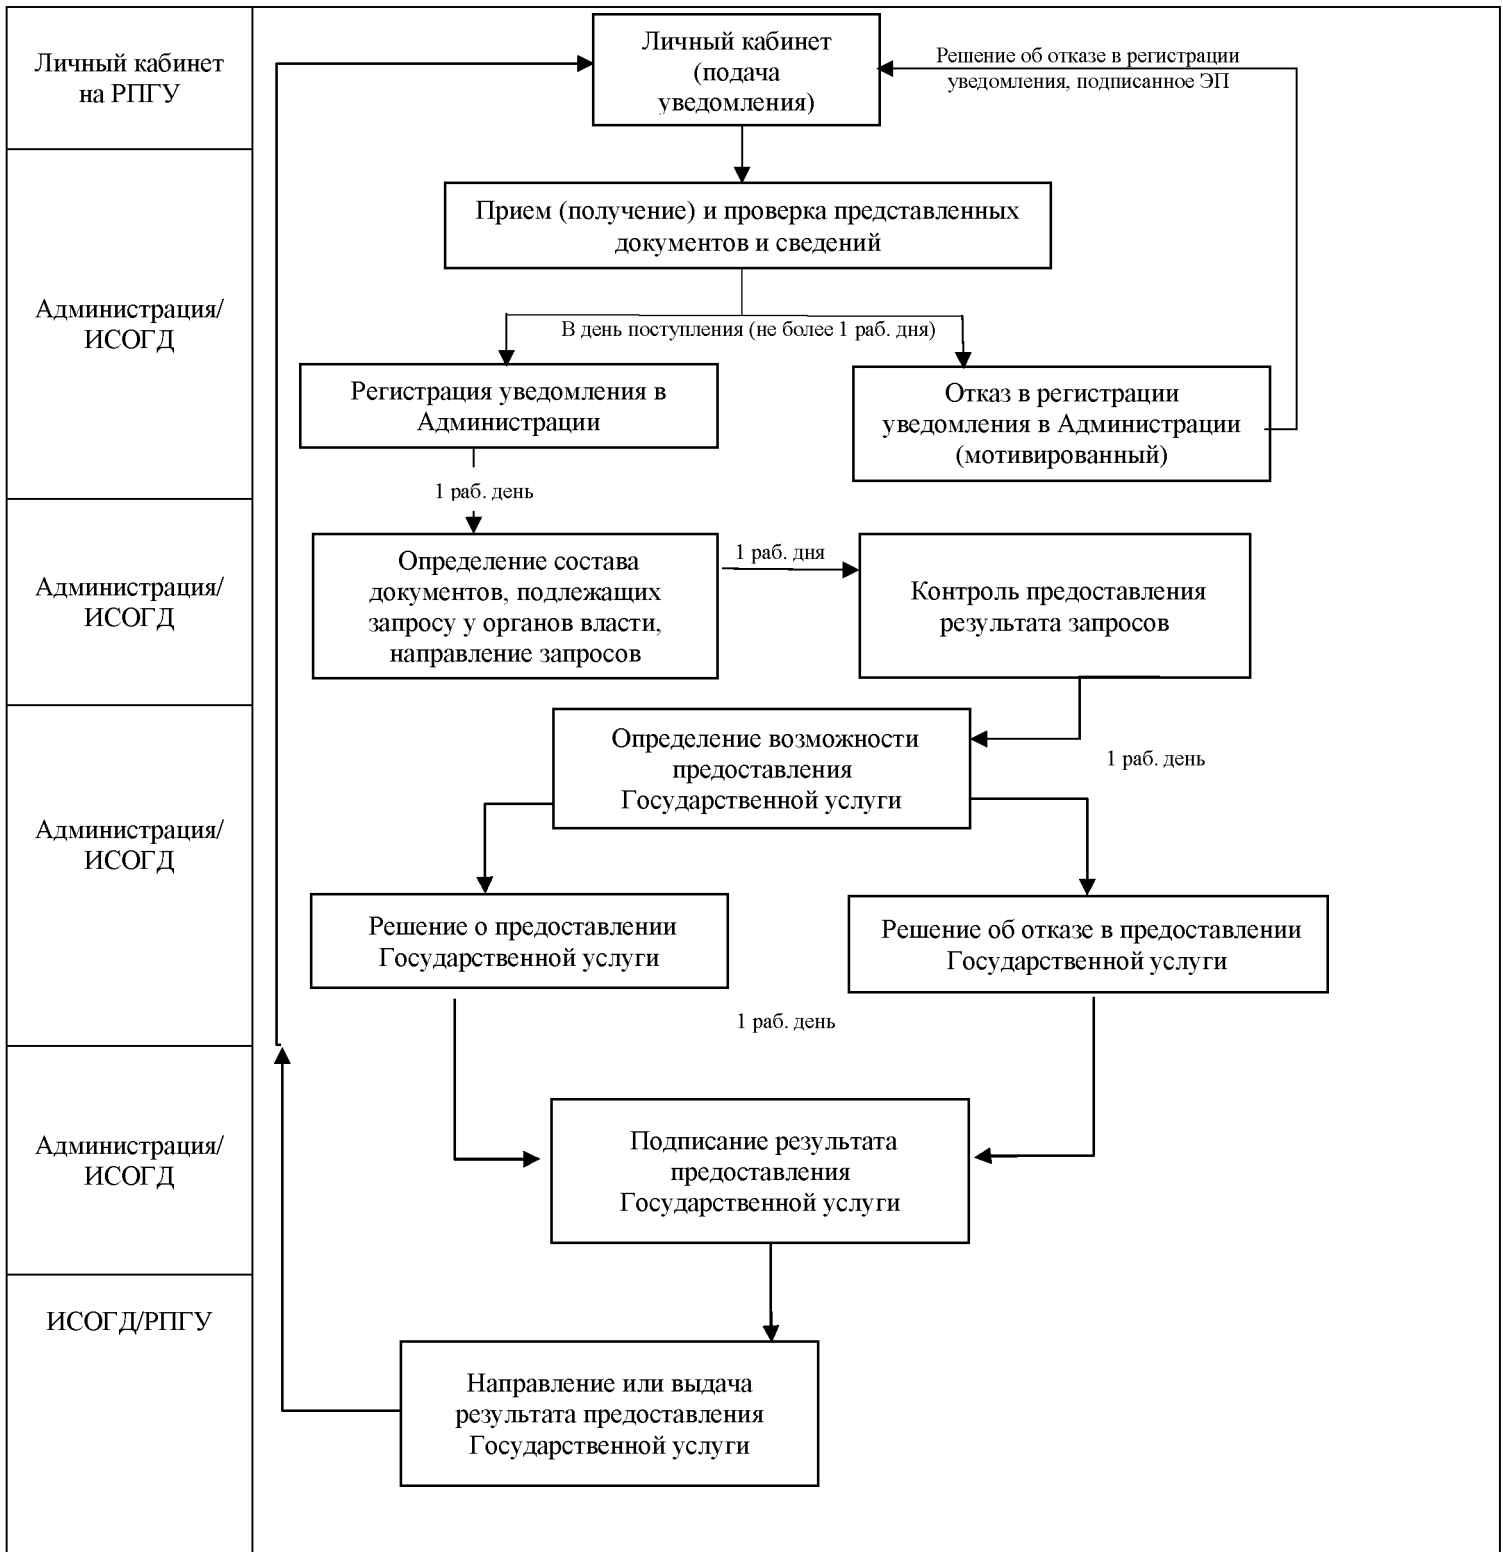 Личный кабинет
на РПГУ
Личный кабинет
(подача
уведомления)
Решение об отказе в регистрации
уведомления, подписанное ЭП
Администрация/
ИСОГД
Прием (получение) и проверка представленных
документов и сведений
В день поступления (не более 1 раб. дня)
Регистрация уведомления в
Администрации
Отказ в регистрации
уведомления в Администрации
(мотивированный)
1 раб. день
Администрация/
ИСОГД
Определение состава
документов, подлежащих
запросу у органов власти,
направление запросов
1 раб. дня
Контроль предоставления
результата запросов
Администрация/
ИСОГД
Определение возможности
предоставления
Государственной услуги
1 раб. день
Решение о предоставлении
Государственной услуги
Решение об отказе в предоставлении
Государственной услуги
1 раб. день
Администрация/
ИСОГД
Подписание результата
предоставления
Государственной услуги
ИСОГД/РПГУ
Направление или выдача
результата предоставления
Государственной услуги